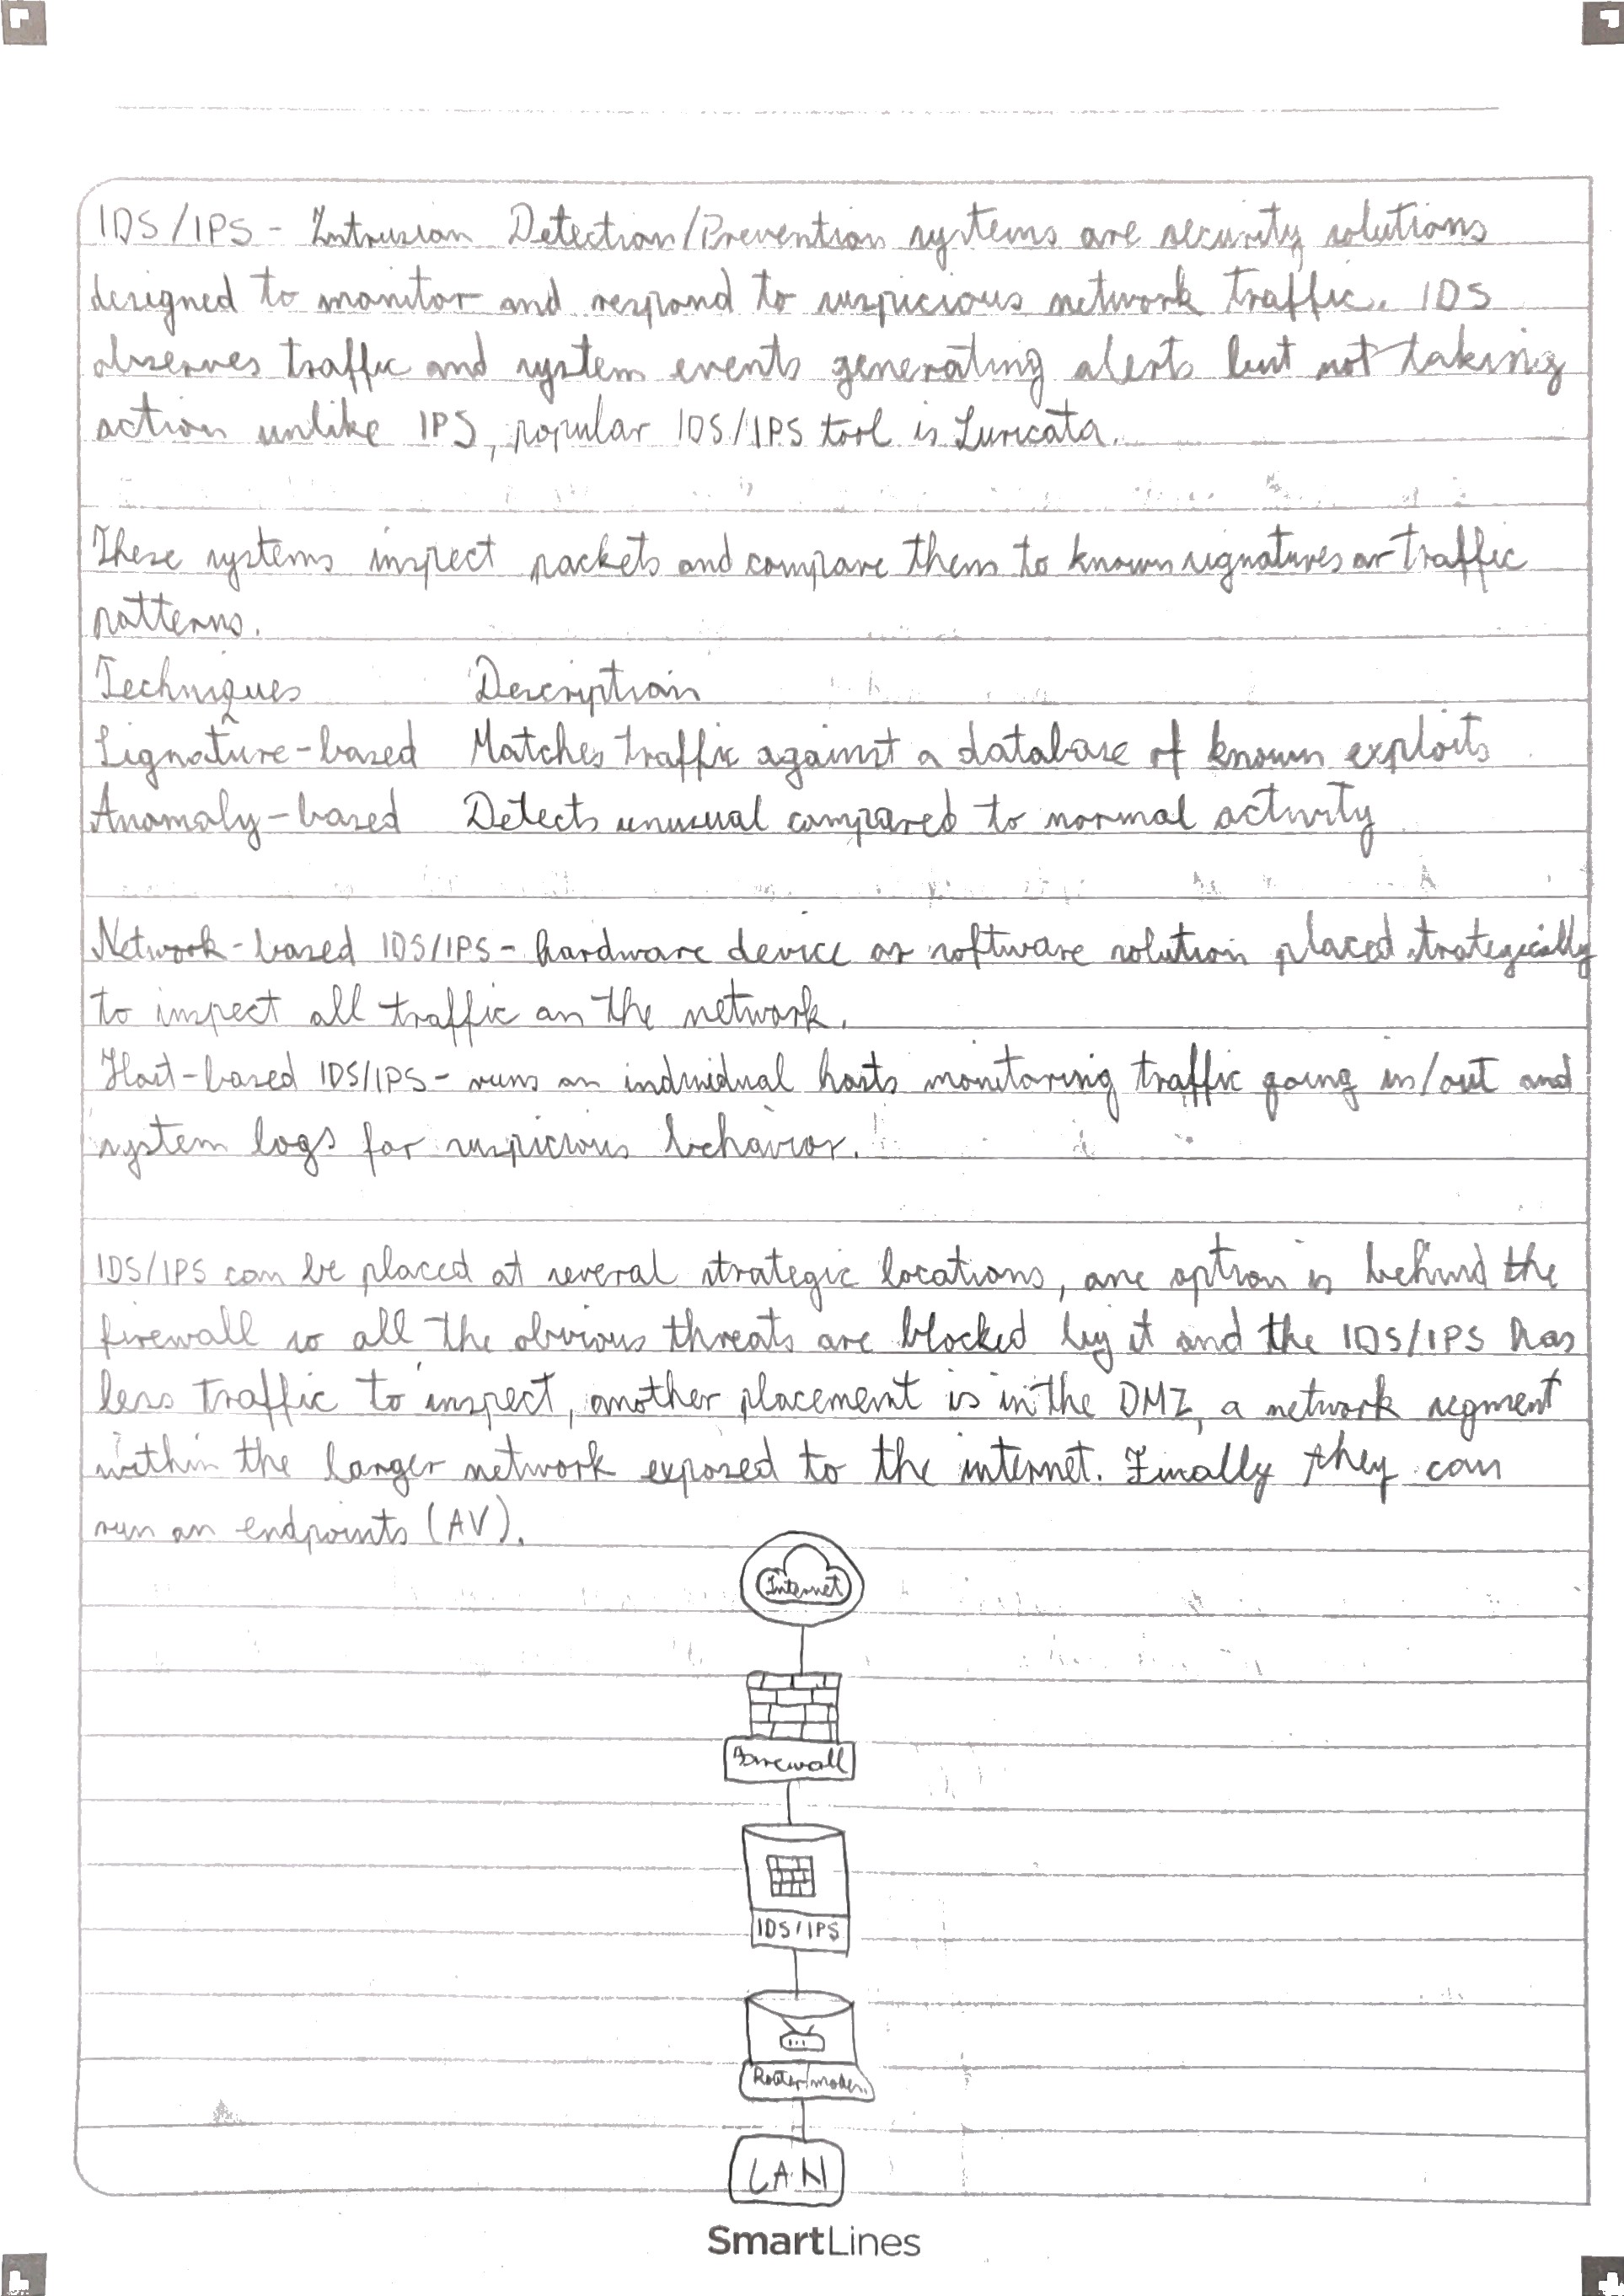 IDS/IPS - Intrusion Detection/Prevention systems are security solutions
designed to monitor and respond to suspicious network traffic. IDS
observes traffic and system events generating alerts but not taking
action unlike IPS, popular IDS/IPS tool is Suricata.
These systems inspect packets and compare them to known signatures or traffic
patterns.
Techniques Description
Signature-based Matches traffic against a database of known exploits
Anomaly-based Detects unusual compared to normal activity
Network-based IDS/IPS - hardware device or software solution placed strategically
to inspect all traffic on the network.
Host-based IDS/IPS - runs on individual hosts monitoring traffic going in/out and
system logs for suspicious behavior.
IDS/IPS can be placed at several strategic locations, one option is behind the
firewall so all the obvious threats are blocked by it and the IDS/IPS has
less traffic to inspect, another placement is in the DMZ, a network segment
within the larger network exposed to the internet. Finally they can
run on endpoints (AV).
Internet
Firewall
IDS/IPS
Router/modem
LAN
SmartLines